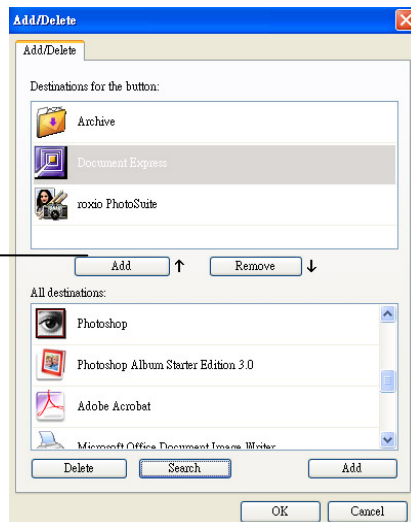 Add/Delete
Add/Delete
Destinations for the button:
Archive
Document Express
roxio PhotoSuite
Add ↑ Remove ↓
All destinations:
Photoshop
Photoshop Album Starter Edition 3.0
Adobe Acrobat
Microsoft Office Document Image Writer
Delete Search Add
OK Cancel